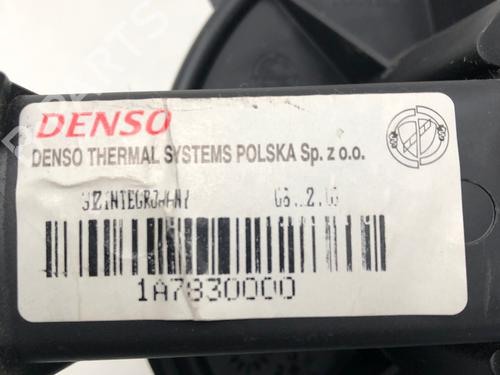 DENSO
DENSO THERMAL SYSTEMS POLSKA Sp. z o.o.
1A7830000